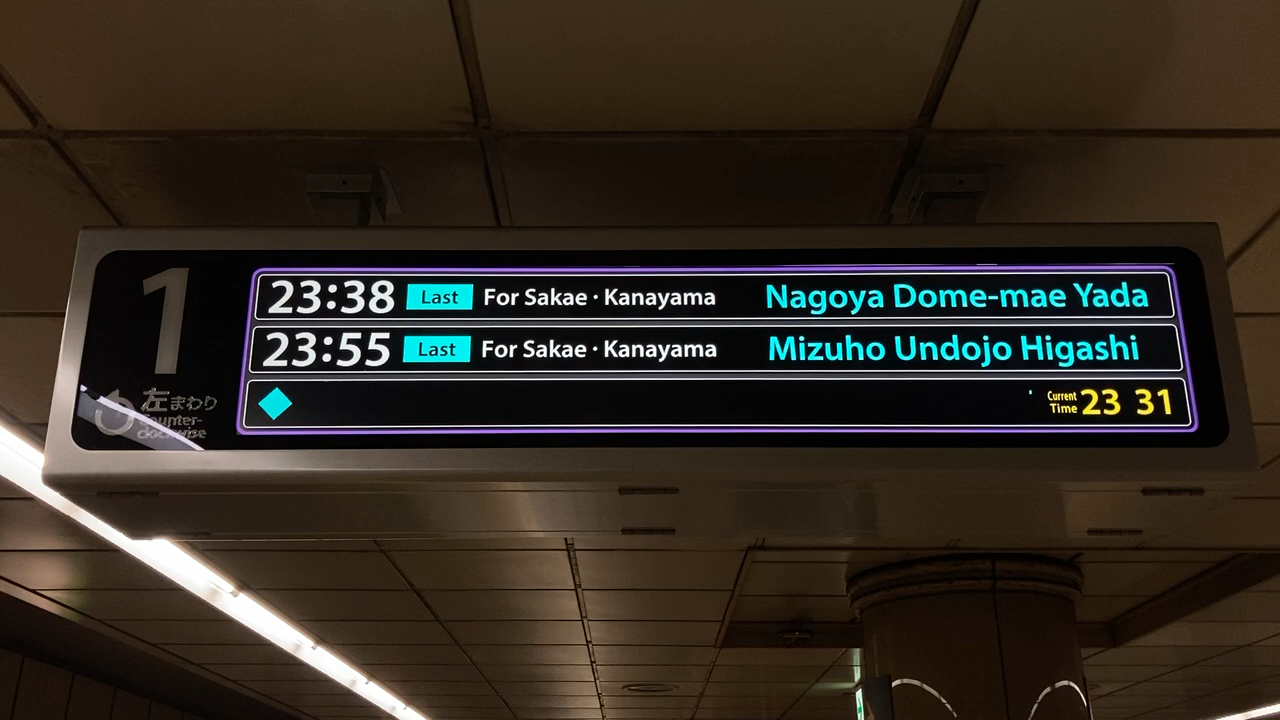 1
左まわり
Counter-
clockwise
23:38 Last For Sakae · Kanayama Nagoya Dome-mae Yada
23:55 Last For Sakae · Kanayama Mizuho Undojo Higashi
Current
Time 23 31